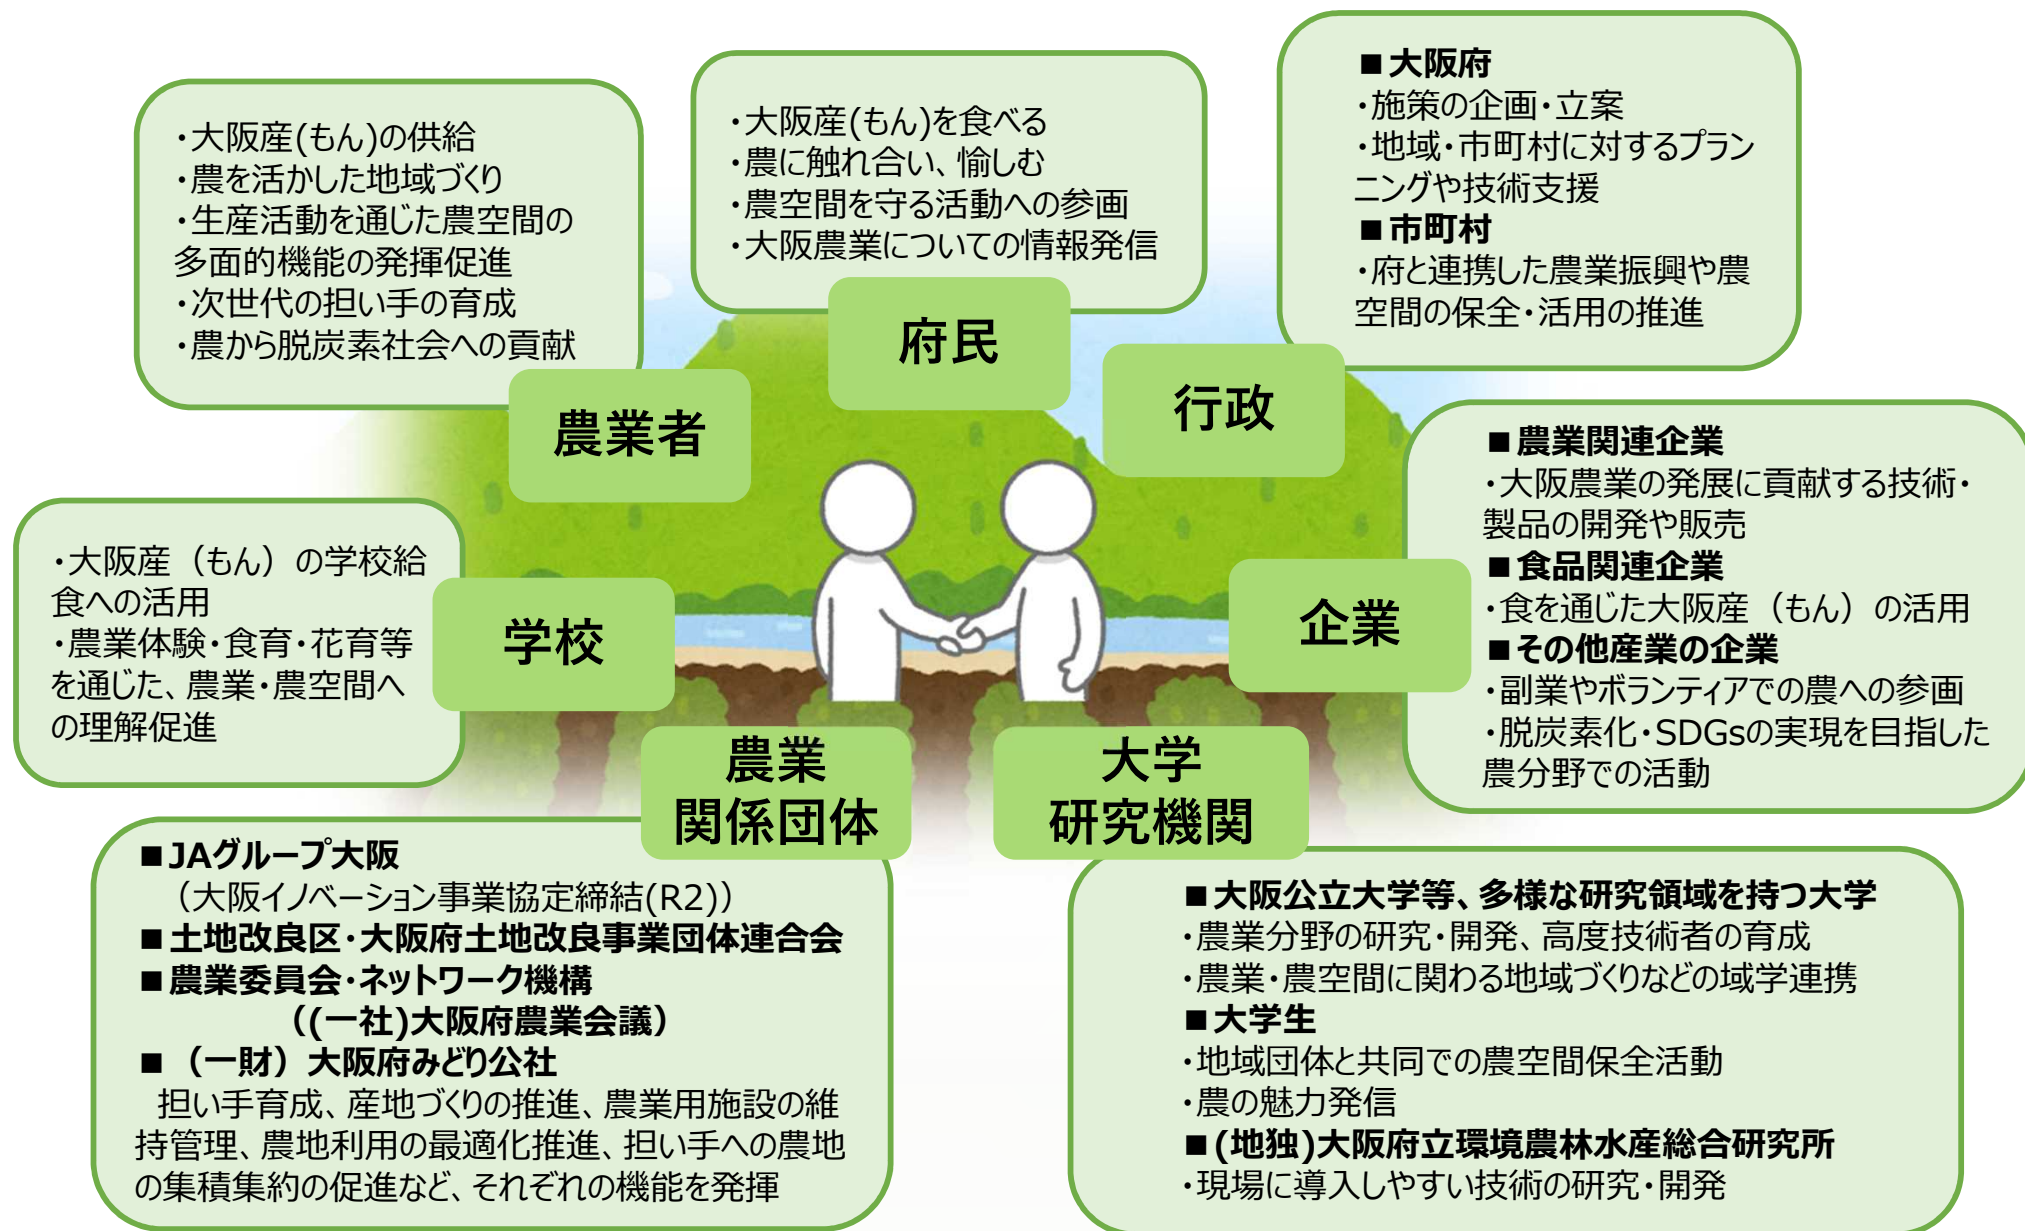 ・大阪産(もん)の供給
・農を活かした地域づくり
・生産活動を通じた農空間の
多面的機能の発揮促進
・次世代の担い手の育成
・農から脱炭素社会への貢献
農業者
・大阪産(もん)を食べる
・農に触れ合い、愉しむ
・農空間を守る活動への参画
・大阪農業についての情報発信
府民
■大阪府
・施策の企画・立案
・地域・市町村に対するプラン
ニングや技術支援
■市町村
・府と連携した農業振興や農
空間の保全・活用の推進
行政
・大阪産（もん）の学校給
食への活用
・農業体験・食育・花育等
を通じた、農業・農空間へ
の理解促進
学校
■農業関連企業
・大阪農業の発展に貢献する技術・
製品の開発や販売
■食品関連企業
・食を通じた大阪産（もん）の活用
■その他産業の企業
・副業やボランティアでの農への参画
・脱炭素化・SDGsの実現を目指した
農分野での活動
企業
農業
関係団体
■JAグループ大阪
（大阪イノベーション事業協定締結(R2)）
■土地改良区・大阪府土地改良事業団体連合会
■農業委員会・ネットワーク機構
（(一社)大阪府農業会議）
■（一財）大阪府みどり公社
担い手育成、産地づくりの推進、農業用施設の維
持管理、農地利用の最適化推進、担い手への農地
の集積集約の促進など、それぞれの機能を発揮
大学
研究機関
■大阪公立大学等、多様な研究領域を持つ大学
・農業分野の研究・開発、高度技術者の育成
・農業・農空間に関わる地域づくりなどの域学連携
■大学生
・地域団体と共同での農空間保全活動
・農の魅力発信
■(地独)大阪府立環境農林水産総合研究所
・現場に導入しやすい技術の研究・開発